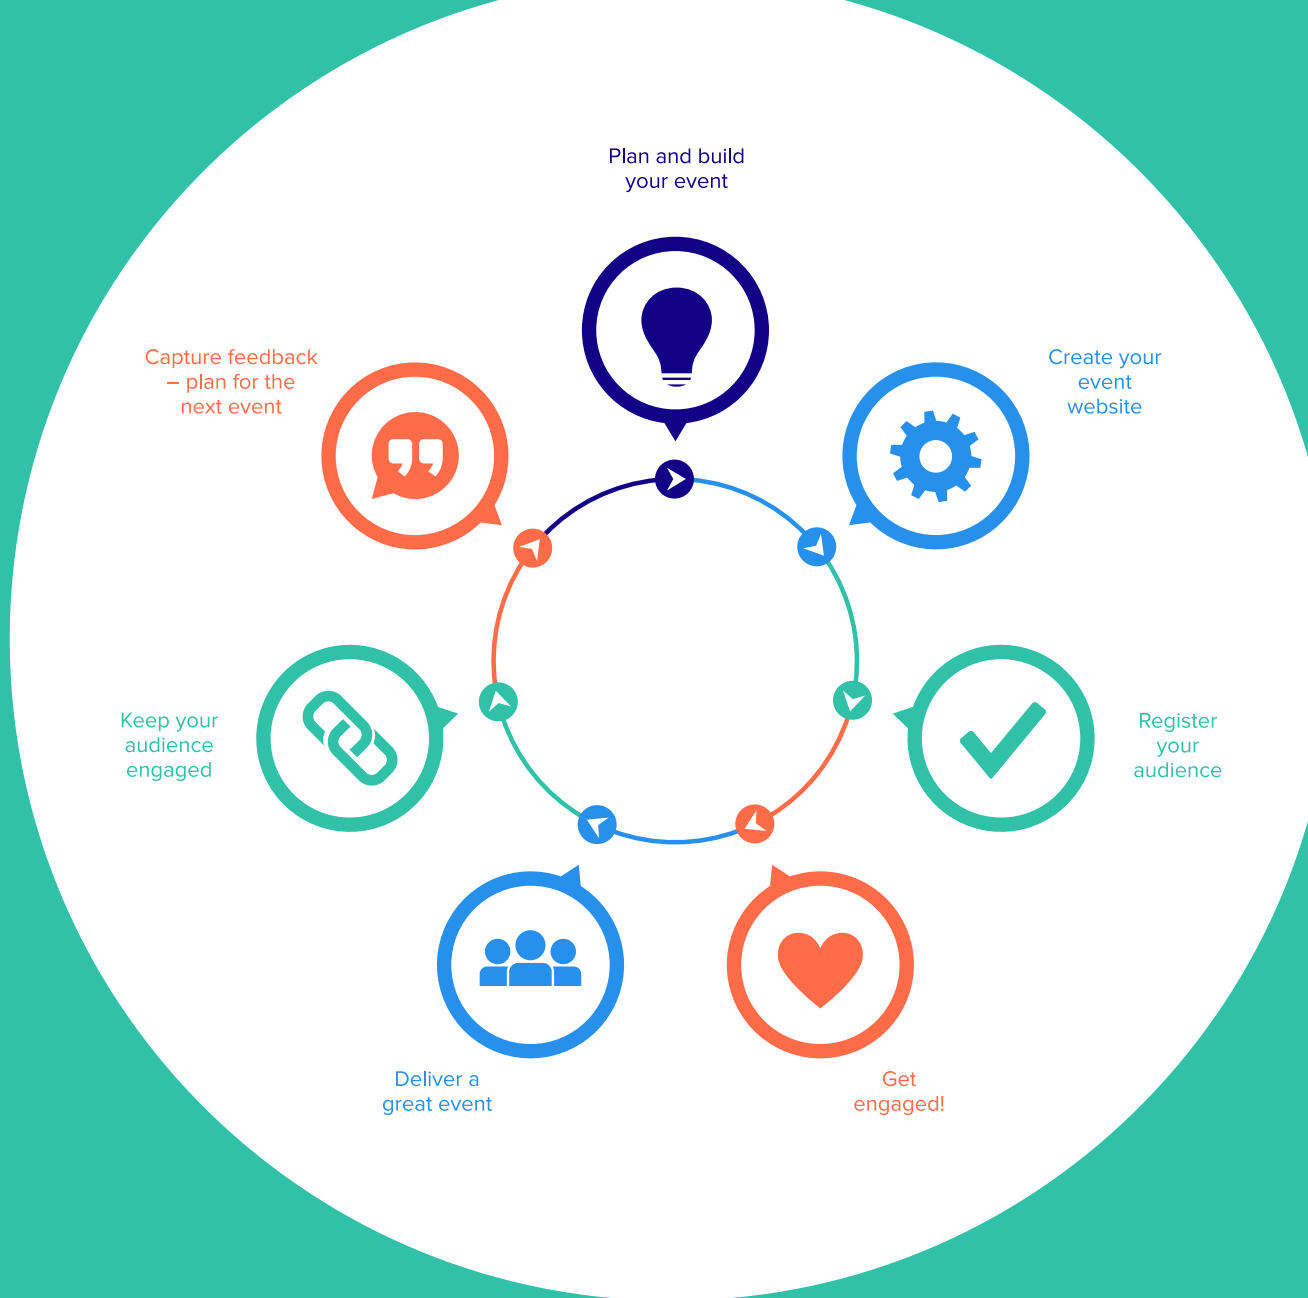 Plan and build
your event
Create your
event
website
Register
your
audience
Get
engaged!
Deliver a
great event
Keep your
audience
engaged
Capture feedback
– plan for the
next event